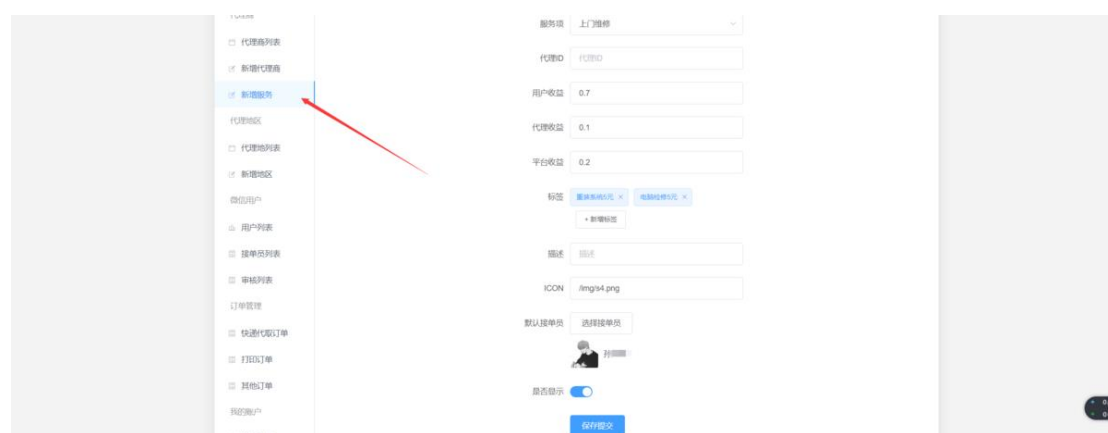 代理商列表
新增代理商
新增服务
代理地区
代理地列表
新增地区
微信用户
用户列表
接单员列表
审核列表
订单管理
快递代取订单
打印订单
其他订单
我的账户
服务项 上门维修
代理ID 代理ID
用户收益 0.7
代理收益 0.1
平台收益 0.2
标签 重装系统5元 × 电脑检修5元 ×
+ 新增标签
描述 描述
ICON /img/s4.png
默认接单员 选择接单员
孙
是否显示
保存提交